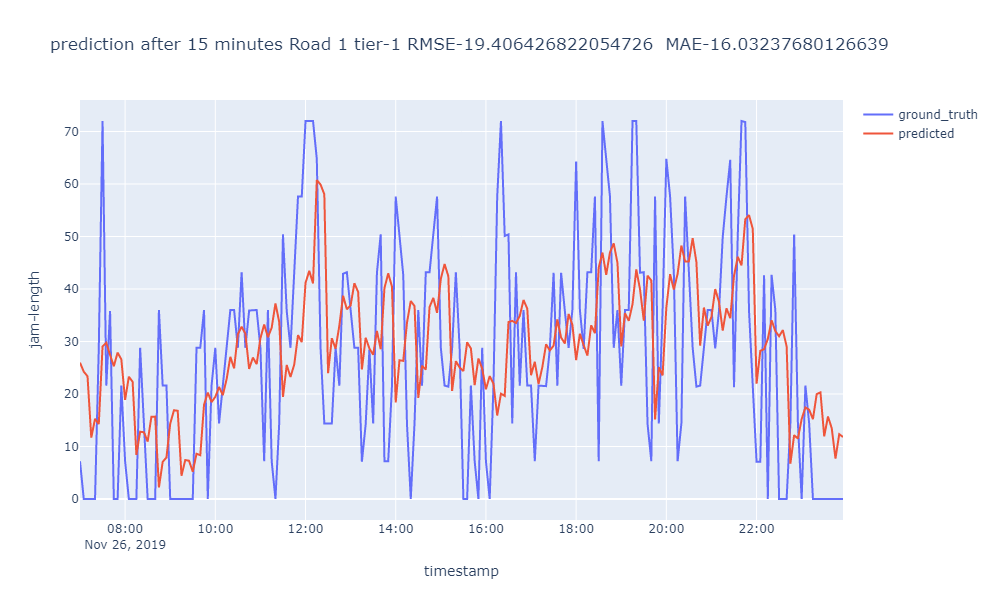 prediction after 15 minutes Road 1 tier-1 RMSE-19.406426822054726  MAE-16.03237680126639
ground_truth
predicted
70
60
50
40
30
20
10
0
jam-length
08:00 10:00 12:00 14:00 16:00 18:00 20:00 22:00
Nov 26, 2019
timestamp